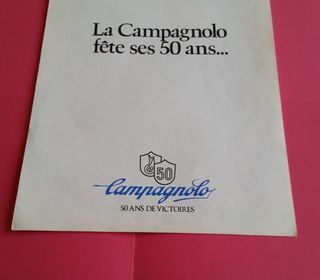 La Campagnolo
fête ses 50 ans...
50
Campagnolo
50 ANS DE VICTOIRES